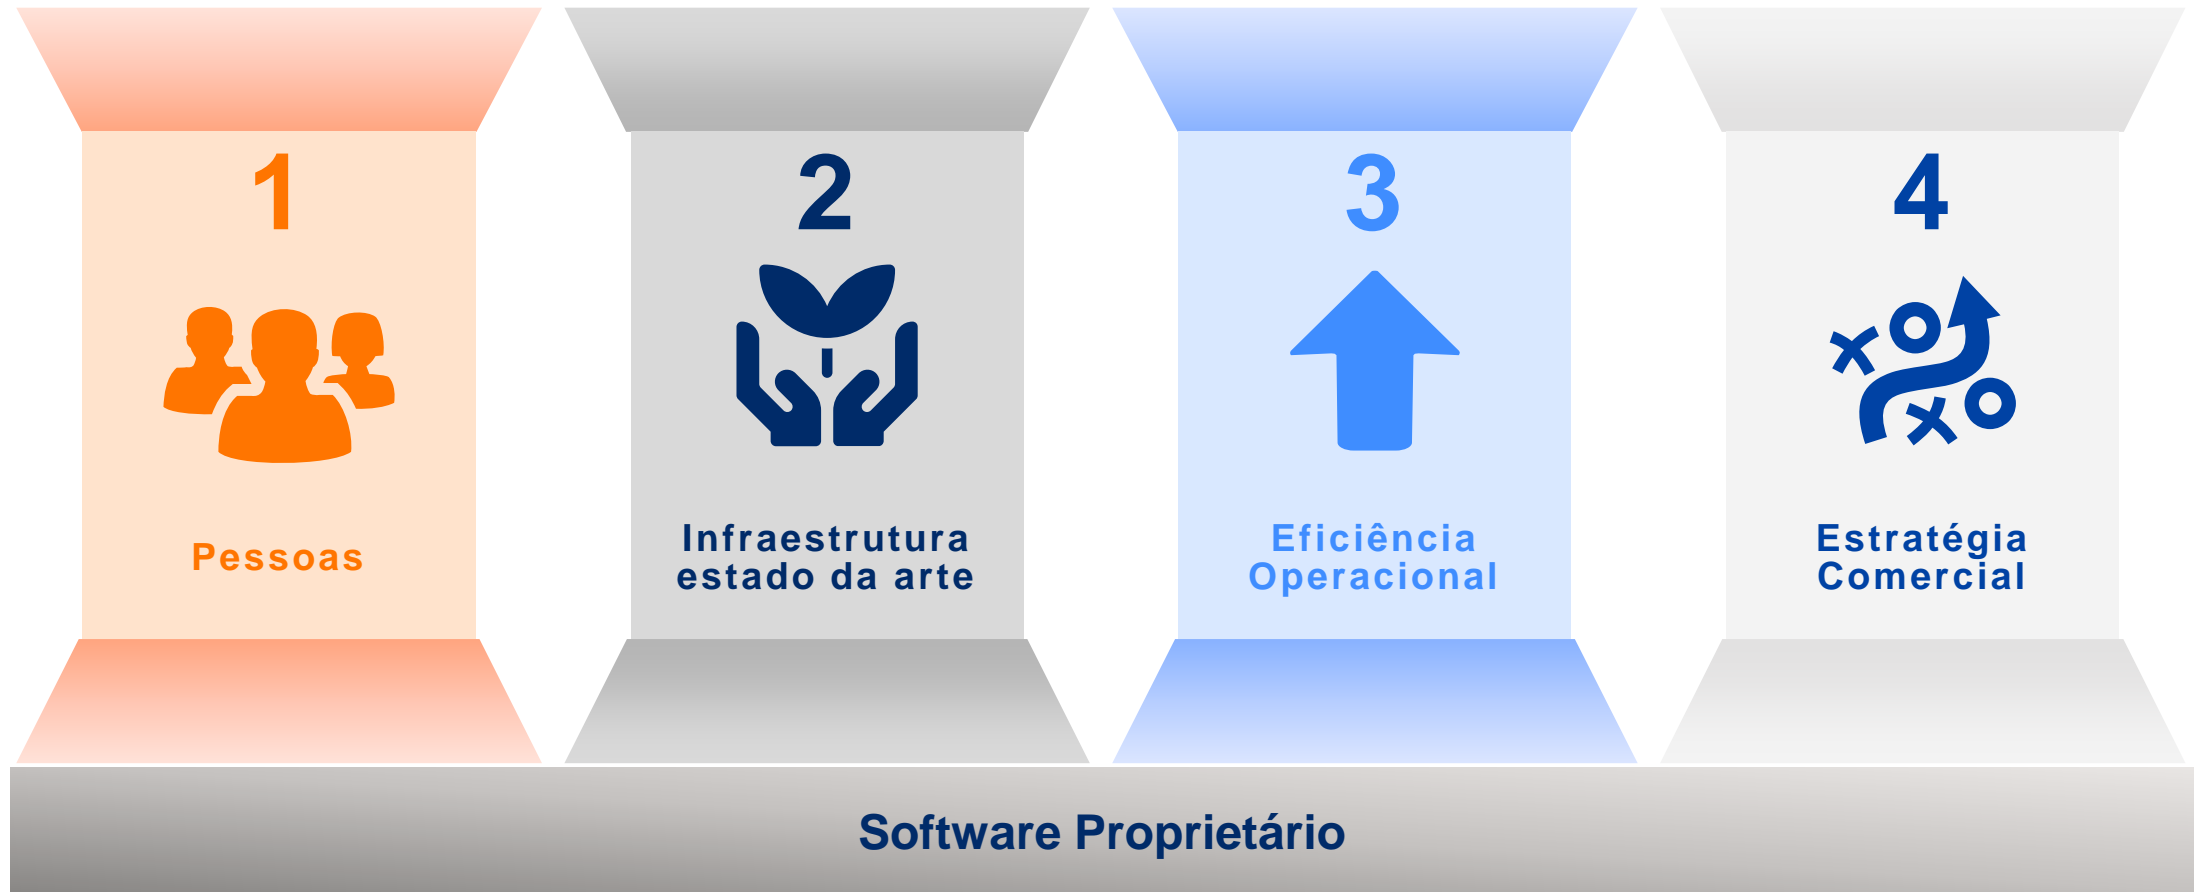 1
Pessoas
2
Infraestrutura
estado da arte
3
Eficiência
Operacional
4
Estratégia
Comercial
Software Proprietário